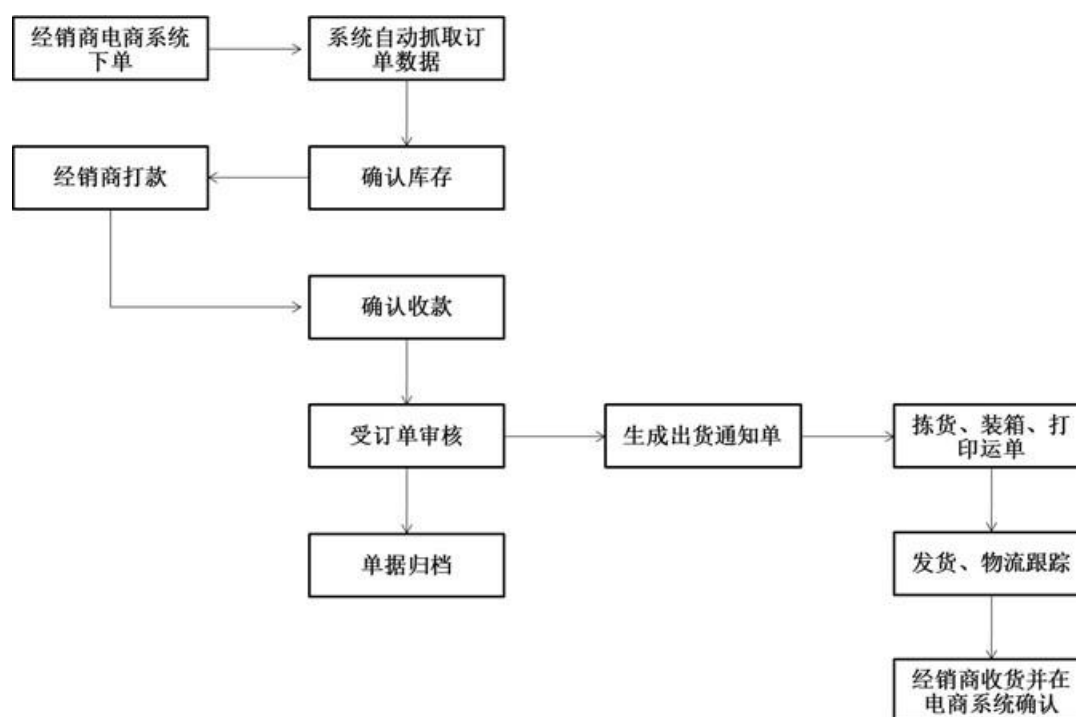 经销商电商系统
下单
系统自动抓取订
单数据
经销商打款
确认库存
确认收款
受订单审核
生成出货通知单
拣货、装箱、打
印运单
单据归档
发货、物流跟踪
经销商收货并在
电商系统确认